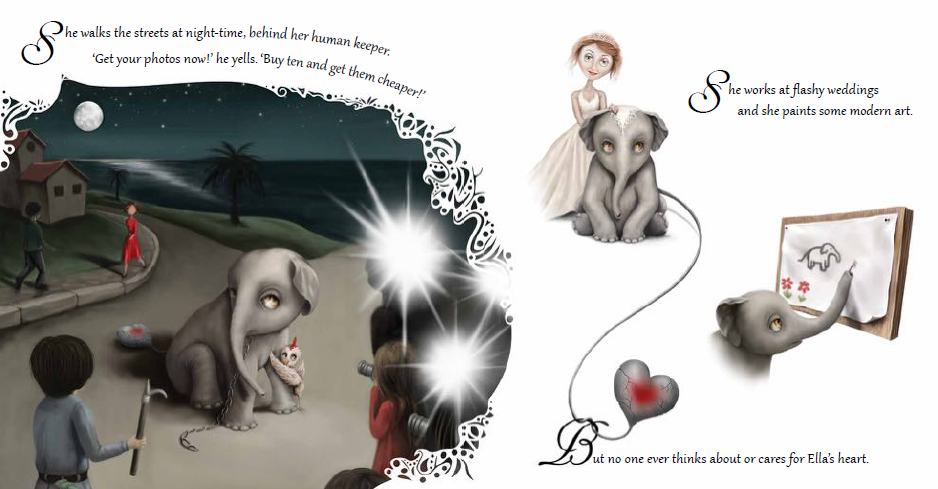 She walks the streets at night-time, behind her human keeper.
‘Get your photos now!’ he yells. ‘Buy ten and get them cheaper!’
She works at flashy weddings
and she paints some modern art.
But no one ever thinks about or cares for Ella’s heart.